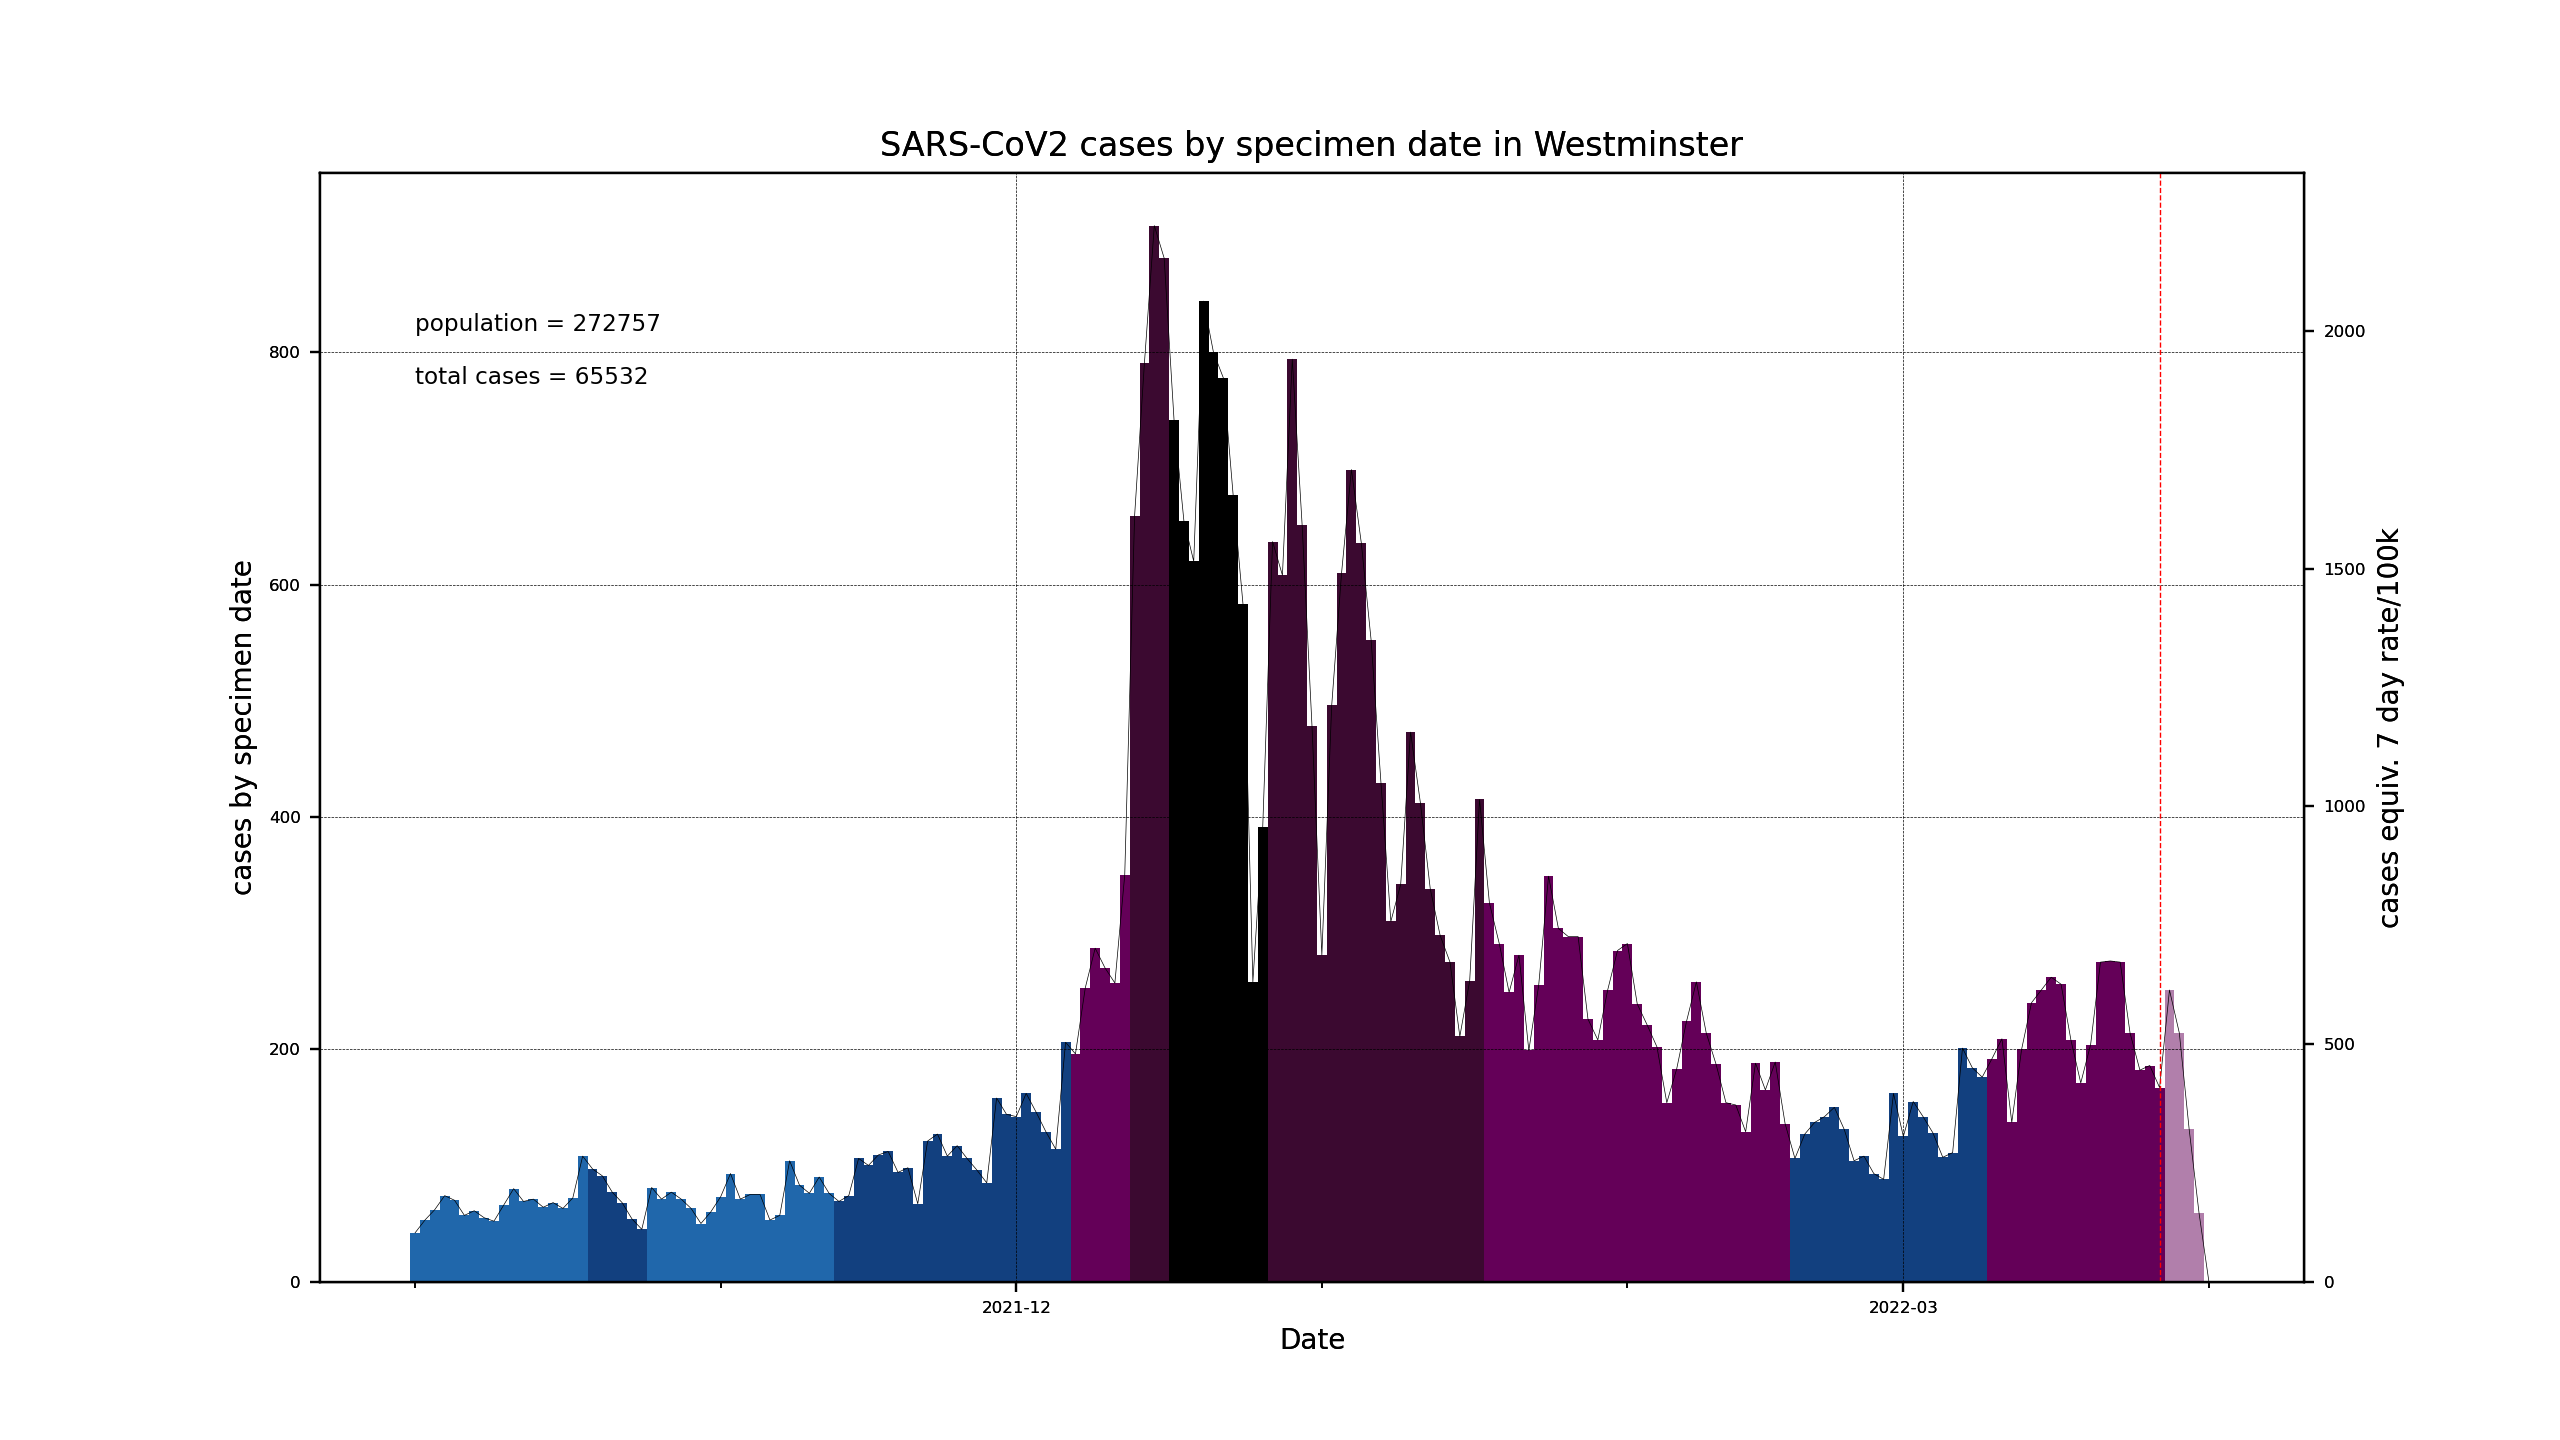 SARS-CoV2 cases by specimen date in Westminster
population = 272757
total cases = 65532
cases by specimen date
800
600
400
200
0
2000
1500
1000
500
0
cases equiv. 7 day rate/100k
2021-12
2022-03
Date